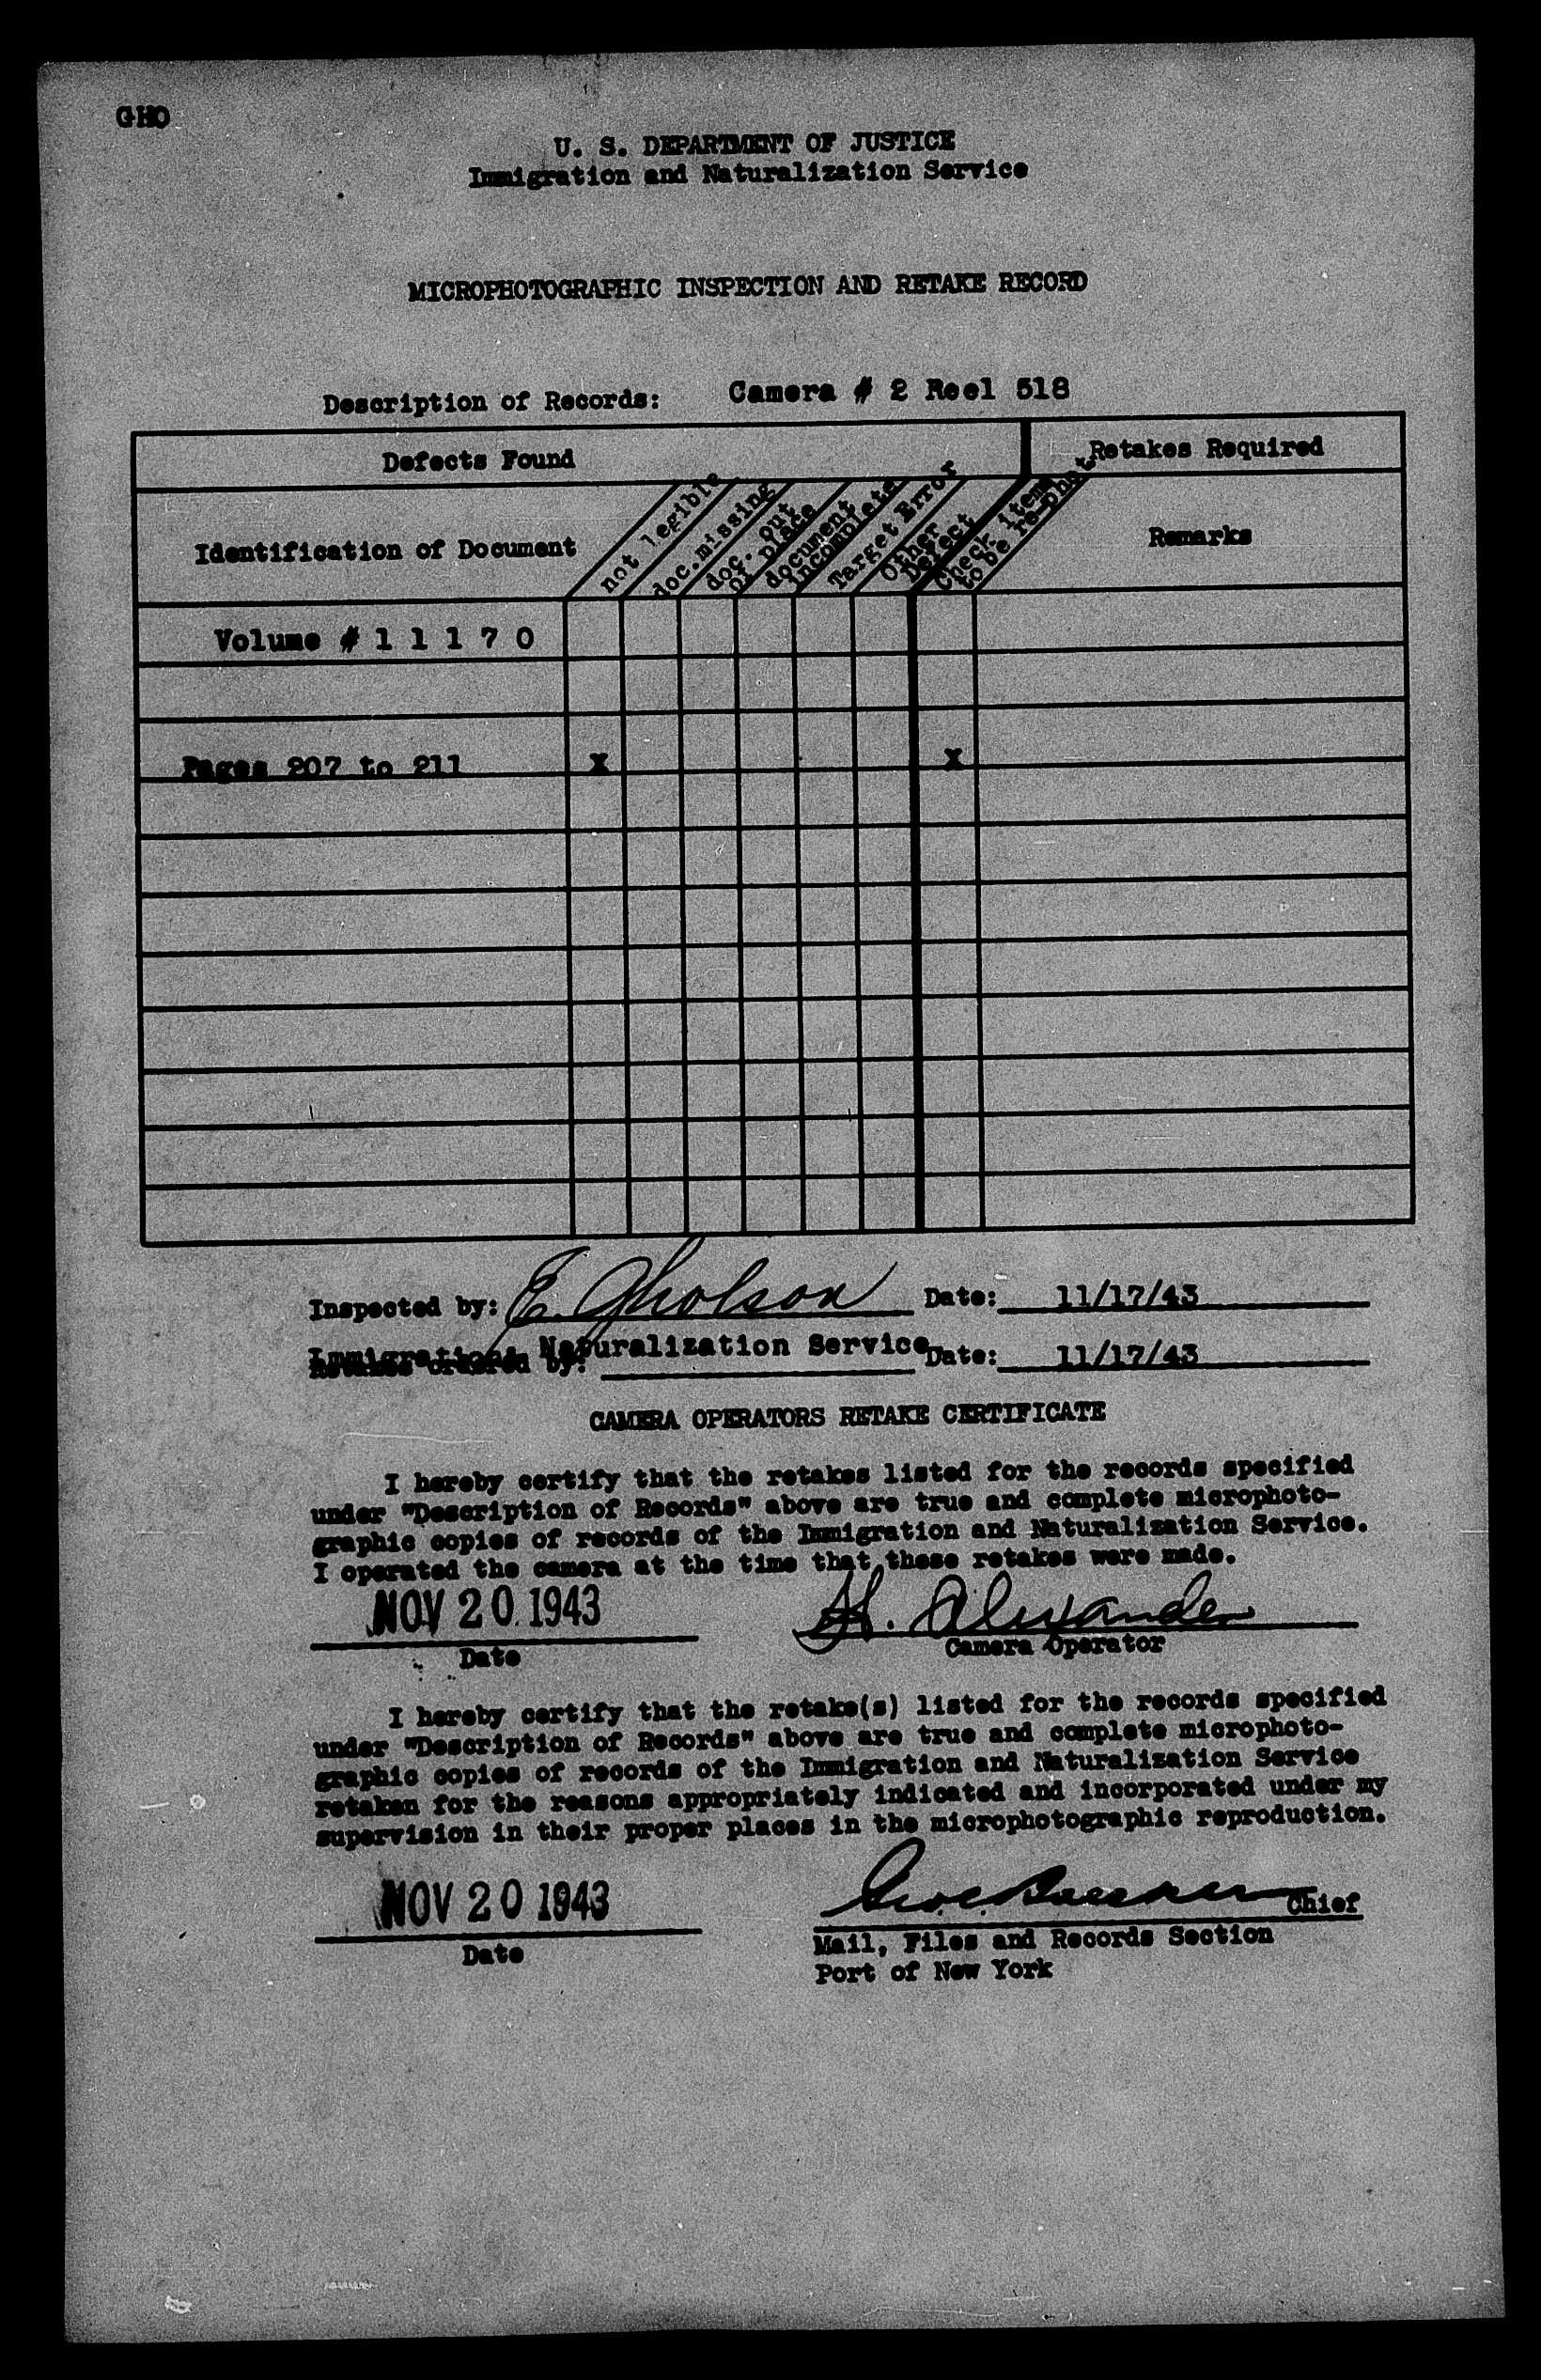 GHO
U. S. DEPARTMENT OF JUSTICE
Immigration and Naturalization Service
MICROPHOTOGRAPHIC INSPECTION AND RETAKE RECORD
Description of Records: Camera # 2 Reel 518
Defects Found
Retakes Required
Identification of Document
not legible
doc.missing
doc. out
of place
document
incomplete
Target Error
Other
Defect
Check item
to be re-phot
Remarks
Volume # 1 1 1 7 0
Pages 207 to 211 X X
Inspected by: E. Gholson Date: 11/17/43
Immigration & Naturalization Service
Retakes ordered by: Date: 11/17/43
CAMERA OPERATORS RETAKE CERTIFICATE
I hereby certify that the retakes listed for the records specified
under "Description of Records" above are true and complete microphoto-
graphic copies of records of the Immigration and Naturalization Service.
I operated the camera at the time that these retakes were made.
NOV 20 1943 H. Alexander
Date Camera Operator
I hereby certify that the retake(s) listed for the records specified
under "Description of Records" above are true and complete microphoto-
graphic copies of records of the Immigration and Naturalization Service
retaken for the reasons appropriately indicated and incorporated under my
supervision in their proper places in the microphotographic reproduction.
NOV 20 1943 Chief
Date
Mail, Files and Records Section
Port of New York